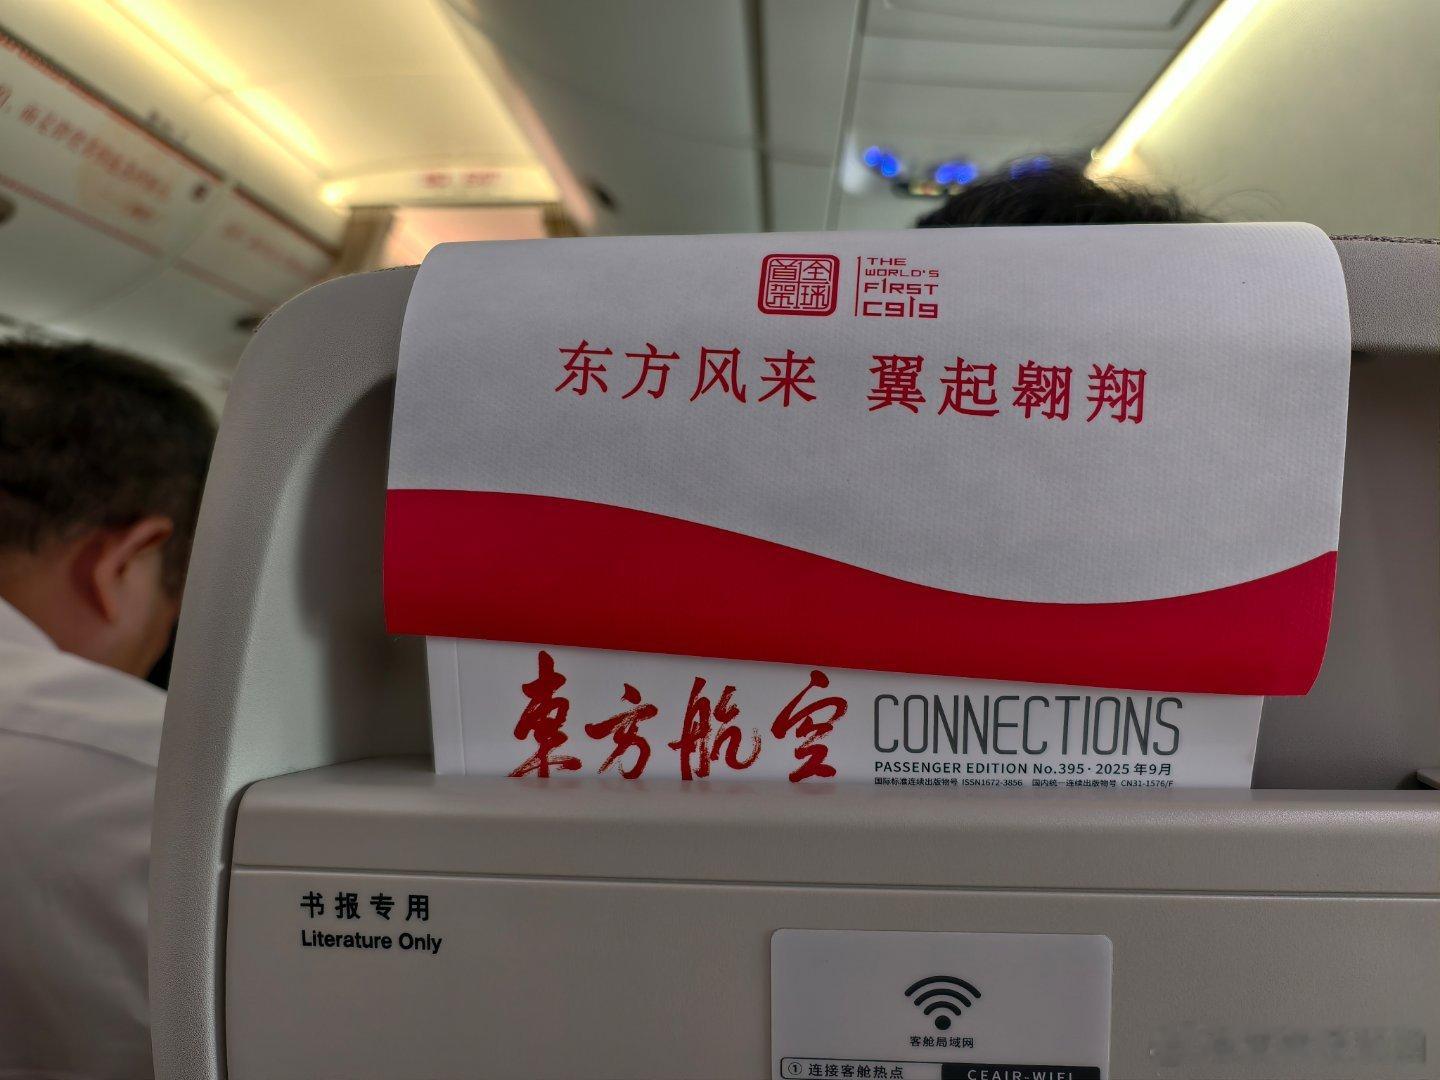 全球
首架
THE
WORLD'S
F1RST
C919
东方风来 翼起翱翔
東方航空 CONNECTIONS
PASSENGER EDITION No.395·2025年9月
国际标准连续出版物号 ISSN1672-3856 国内统一连续出版物号 CN31-1576/F
书报专用
Literature Only
客舱局域网
① 连接客舱热点 CEAIR-WIFI